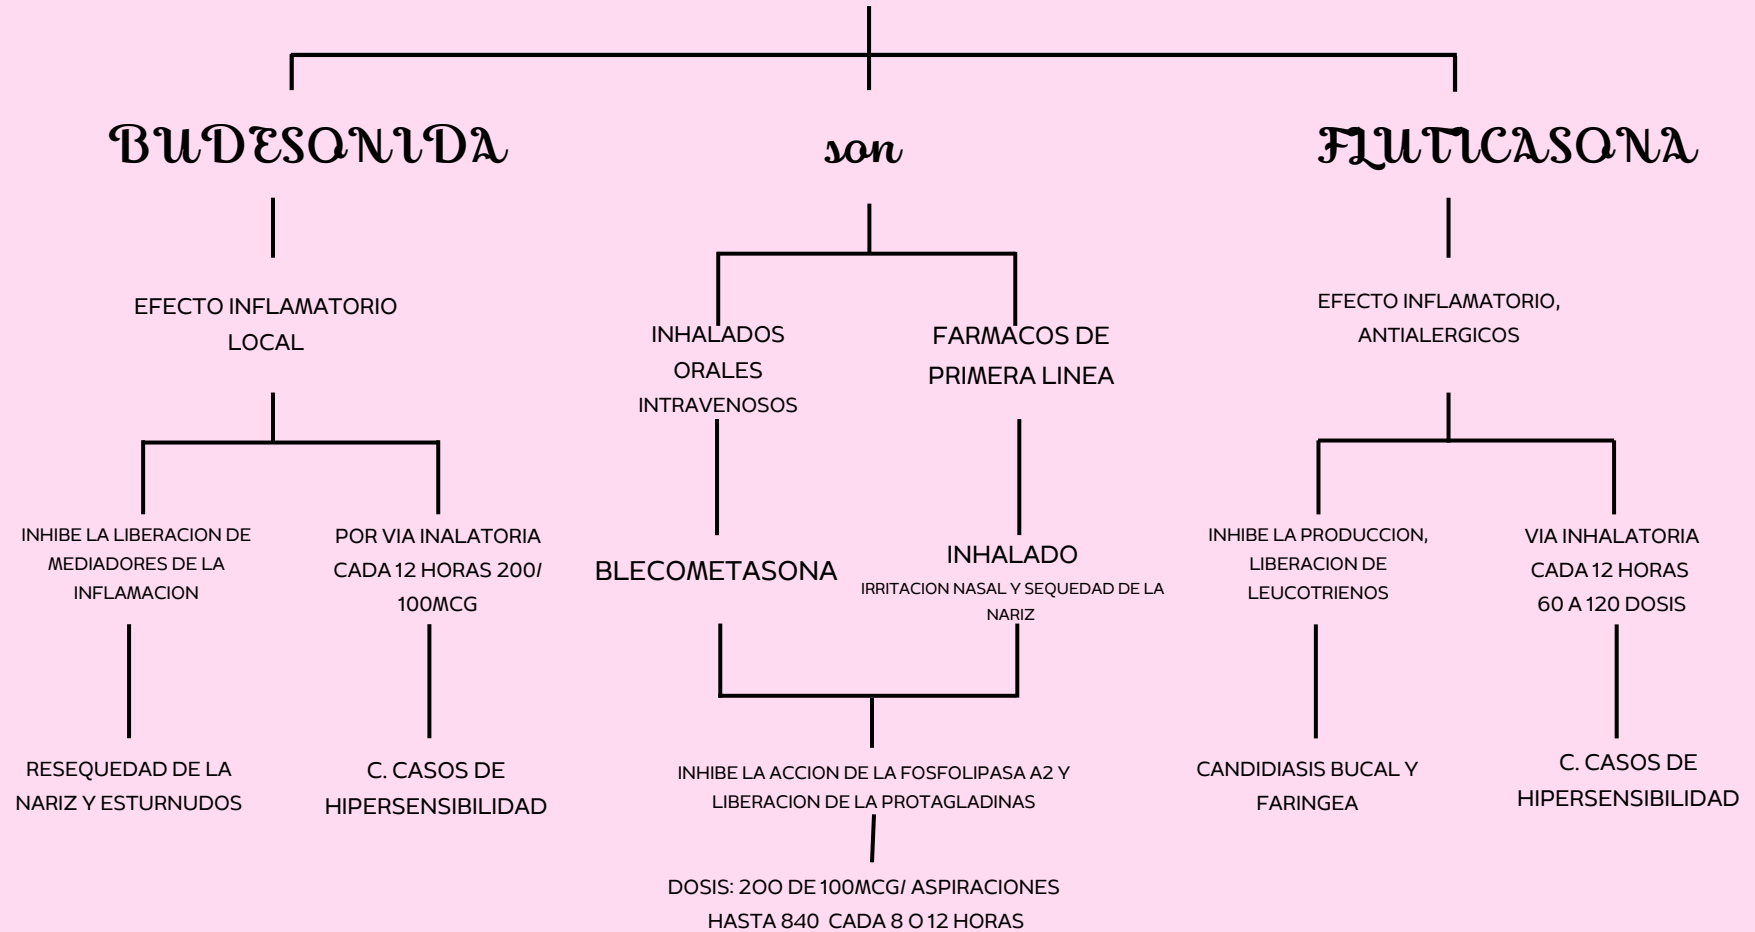 BUDESONIDA
EFECTO INFLAMATORIO
LOCAL
INHIBE LA LIBERACION DE
MEDIADORES DE LA
INFLAMACION
RESEQUEDAD DE LA
NARIZ Y ESTURNUDOS
POR VIA INALATORIA
CADA 12 HORAS 200/
100MCG
C. CASOS DE
HIPERSENSIBILIDAD
son
INHALADOS
ORALES
INTRAVENOSOS
BLECOMETASONA
FARMACOS DE
PRIMERA LINEA
INHALADO
IRRITACION NASAL Y SEQUEDAD DE LA
NARIZ
INHIBE LA ACCION DE LA FOSFOLIPASA A2 Y
LIBERACION DE LA PROTAGLADINAS
DOSIS: 200 DE 100MCG/ ASPIRACIONES
HASTA 840 CADA 8 O 12 HORAS
FLUTICASONA
EFECTO INFLAMATORIO,
ANTIALERGICOS
INHIBE LA PRODUCCION,
LIBERACION DE
LEUCOTRIENOS
CANDIDIASIS BUCAL Y
FARINGEA
VIA INHALATORIA
CADA 12 HORAS
60 A 120 DOSIS
C. CASOS DE
HIPERSENSIBILIDAD